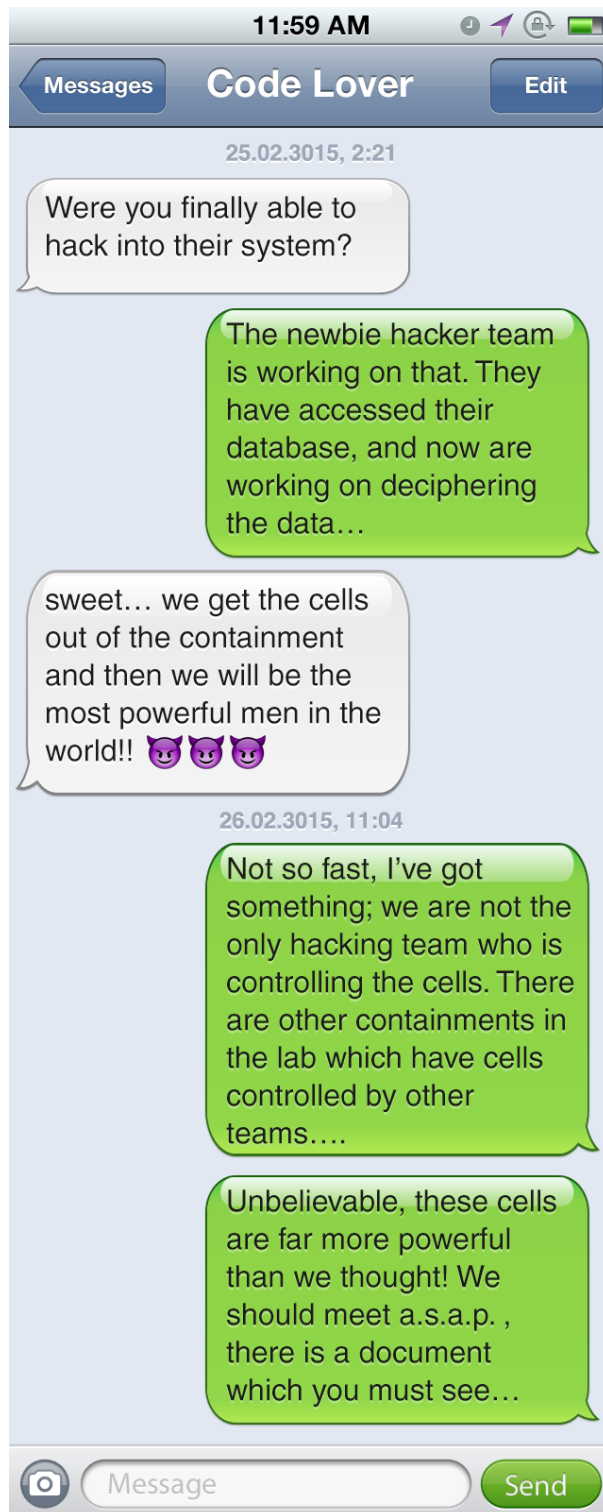 11:59 AM
Messages
Code Lover
Edit
25.02.3015, 2:21
Were you finally able to
hack into their system?
The newbie hacker team
is working on that. They
have accessed their
database, and now are
working on deciphering
the data…
sweet… we get the cells
out of the containment
and then we will be the
most powerful men in the
world!! 😈😈😈
26.02.3015, 11:04
Not so fast, I’ve got
something; we are not the
only hacking team who is
controlling the cells. There
are other containments in
the lab which have cells
controlled by other
teams….
Unbelievable, these cells
are far more powerful
than we thought! We
should meet a.s.a.p. ,
there is a document
which you must see…
Message
Send